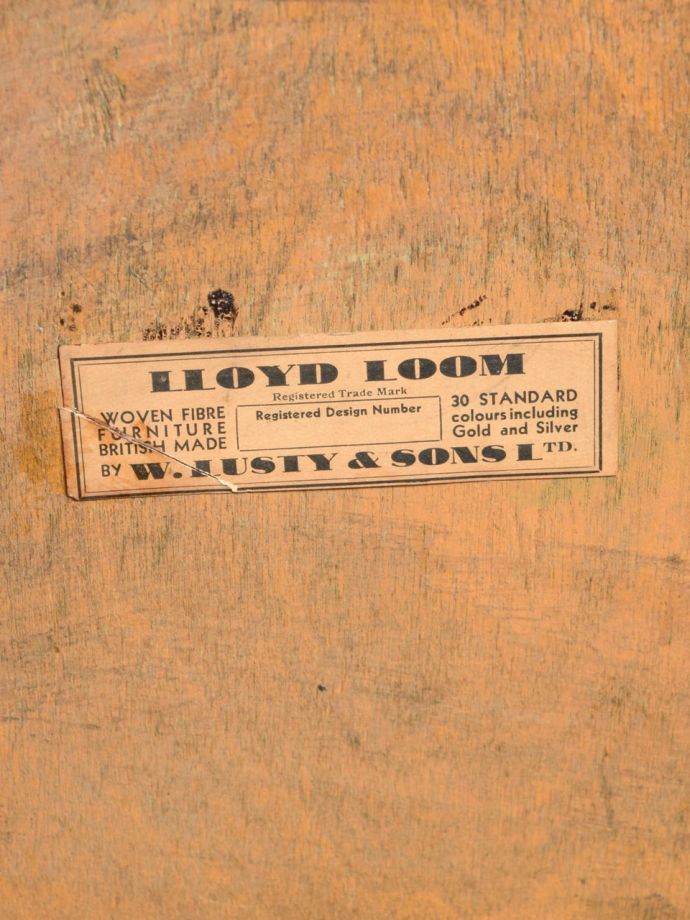 LLOYD LOOM
Registered Trade Mark
WOVEN FIBRE
FURNITURE
BRITISH MADE
BY W. LUSTY & SONS LTD.
Registered Design Number
30 STANDARD
colours including
Gold and Silver